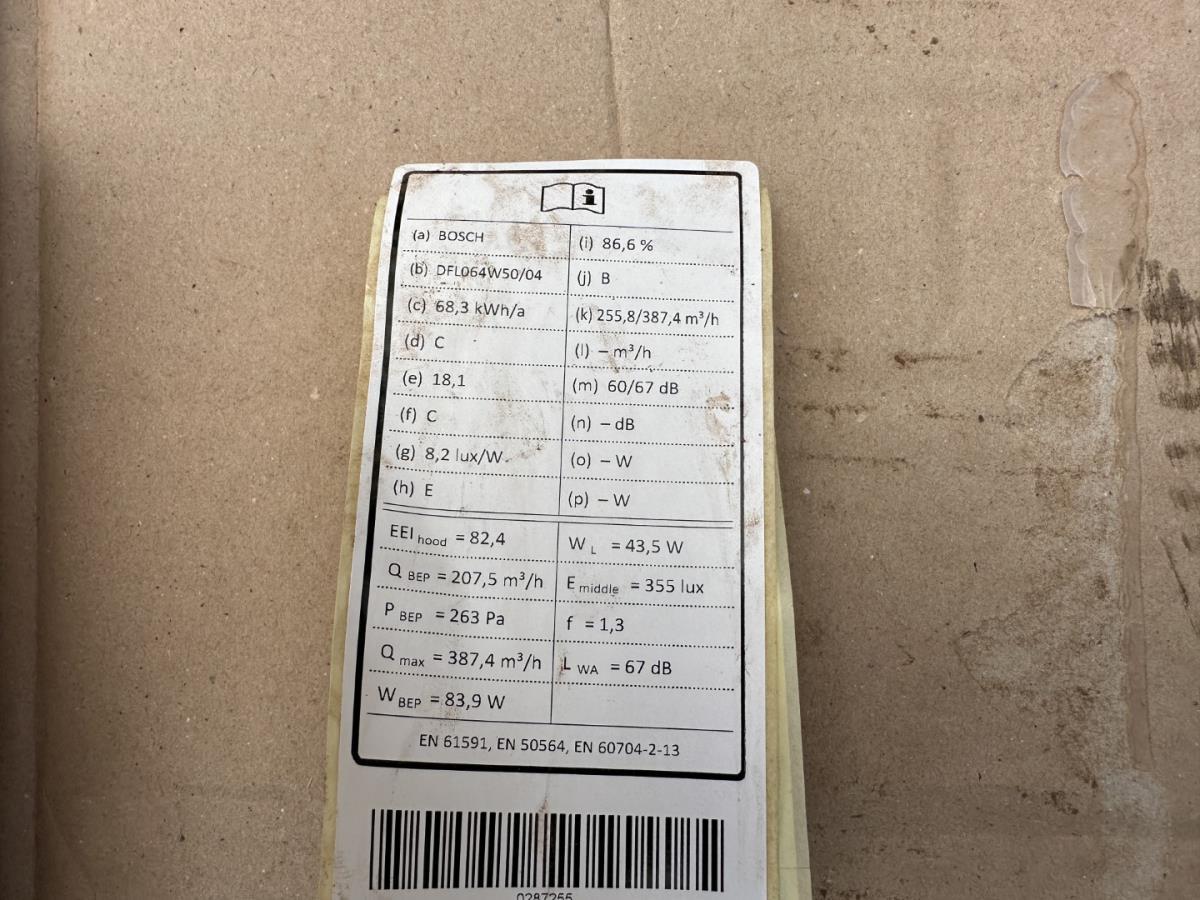 (a) BOSCH
(i) 86,6 %
(b) DFL064W50/04
(j) B
(c) 68,3 kWh/a
(k) 255,8/387,4 m³/h
(d) C
(l) – m³/h
(e) 18,1
(m) 60/67 dB
(f) C
(n) – dB
(g) 8,2 lux/W
(o) – W
(h) E
(p) – W
EEI hood = 82,4
W L = 43,5 W
Q BEP = 207,5 m³/h
E middle = 355 lux
P BEP = 263 Pa
f = 1,3
Q max = 387,4 m³/h
L WA = 67 dB
W BEP = 83,9 W
EN 61591, EN 50564, EN 60704-2-13
0287255